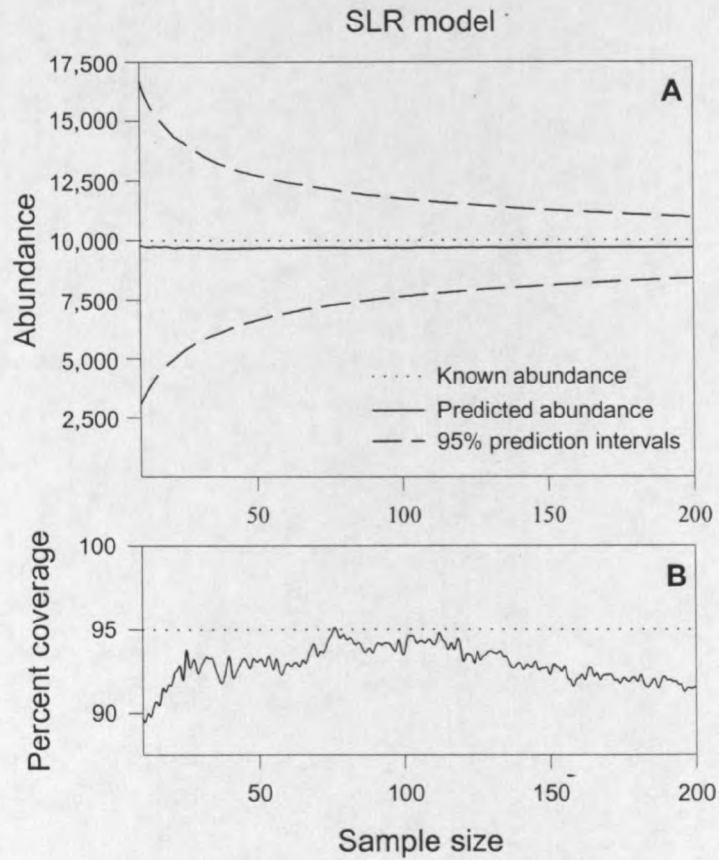 SLR model
A
17,500
15,000
12,500
10,000
7,500
5,000
2,500
Abundance
Known abundance
Predicted abundance
95% prediction intervals
50
100
150
200
B
100
95
90
Percent coverage
50
100
150
200
Sample size